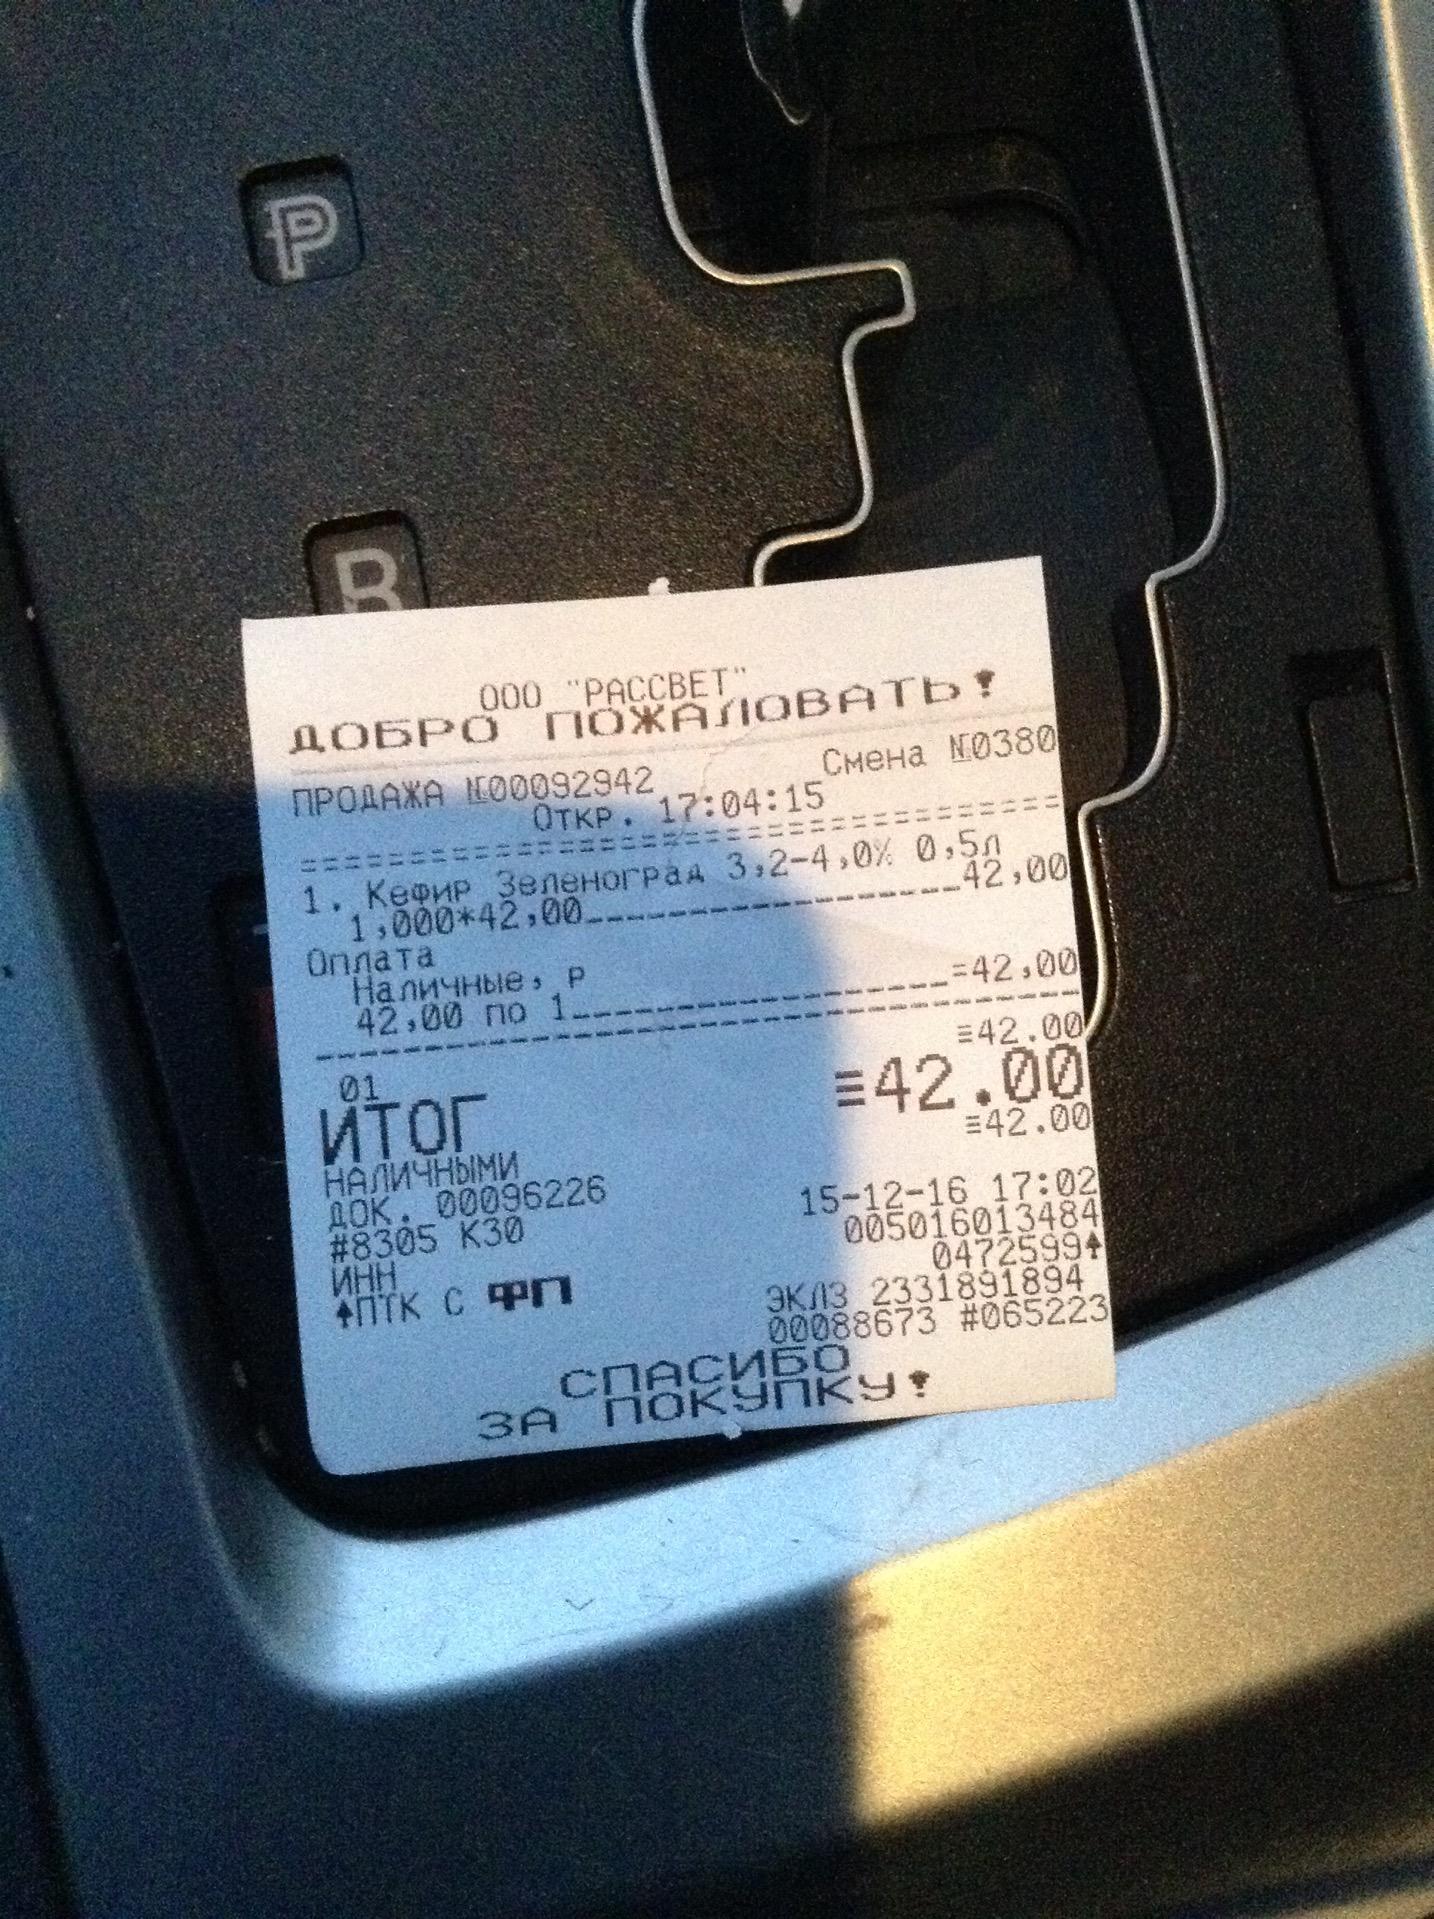 P
R
ООО "РАССВЕТ"
ДОБРО ПОЖАЛОВАТЬ!
ПРОДАЖА №00092942 Смена №0380
Откр. 17:04:15
========================================
1. Кефир Зеленоград 3,2-4,0% 0,5л
1,000*42,00 42,00
Оплата
Наличные, р =42,00
42,00 по 1
01 ≡42.00
ИТОГ ≡42.00
НАЛИЧНЫМИ ≡42.00
ДОК. 00096226 15-12-16 17:02
#8305 К30 005016013484
ИНН 0472599
ПТК С ФП ЭКЛЗ 2331891894
00088673 #065223
СПАСИБО
ЗА ПОКУПКУ!